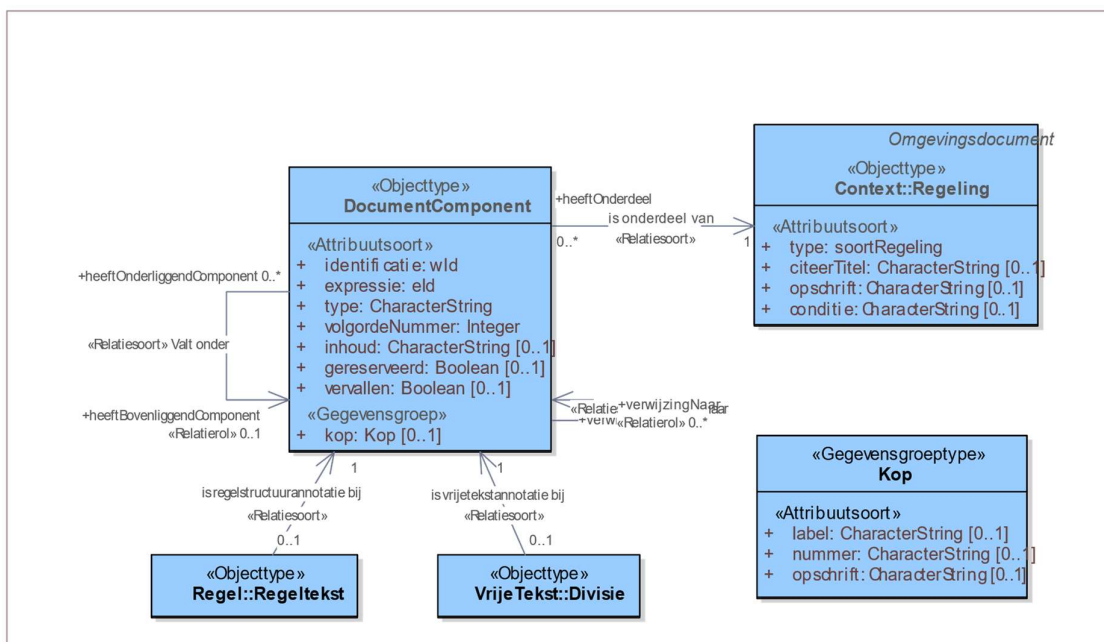 Omgevingsdocument
«Objecttype»
Context::Regeling
«Attribuutsoort»
+ type: soortRegeling
+ citeerTitel: CharacterString [0..1]
+ opschrift: CharacterString [0..1]
+ conditie: CharacterString [0..1]
«Objecttype»
DocumentComponent
«Attribuutsoort»
+ identificatie: wId
+ expressie: eId
+ type: CharacterString
+ volgordeNummer: Integer
+ inhoud: CharacterString [0..1]
+ gereserveerd: Boolean [0..1]
+ vervallen: Boolean [0..1]
«Gegevensgroep»
+ kop: Kop [0..1]
+heeftOnderdeel
is onderdeel van
0..*
«Relatiesoort»
1
+heeftOnderliggendComponent 0..*
«Relatiesoort» Valt onder
+heeftBovenliggendComponent
«Relatierol» 0..1
+verwijzingNaar
«Relatierol» 0..*
1
1
is regelstructuurannotatie bij
«Relatiesoort»
0..1
is vrijetekstannotatie bij
«Relatiesoort»
0..1
«Objecttype»
Regel::Regeltekst
«Objecttype»
VrijeTekst::Divisie
«Gegevensgroeptype»
Kop
«Attribuutsoort»
+ label: CharacterString [0..1]
+ nummer: CharacterString [0..1]
+ opschrift: CharacterString [0..1]